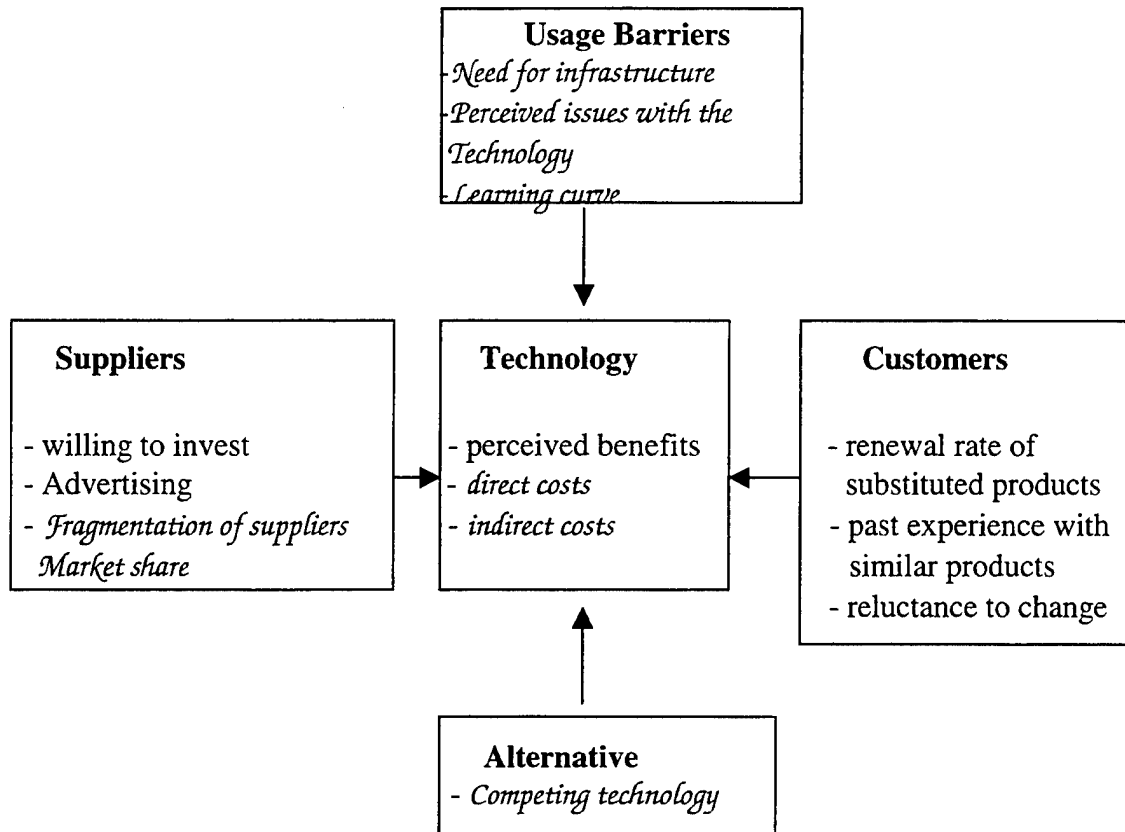 Usage Barriers
- Need for infrastructure
- Perceived issues with the
Technology
- Learning curve
Suppliers
- willing to invest
- Advertising
- Fragmentation of suppliers
Market share
Technology
- perceived benefits
- direct costs
- indirect costs
Customers
- renewal rate of
substituted products
- past experience with
similar products
- reluctance to change
Alternative
- Competing technology